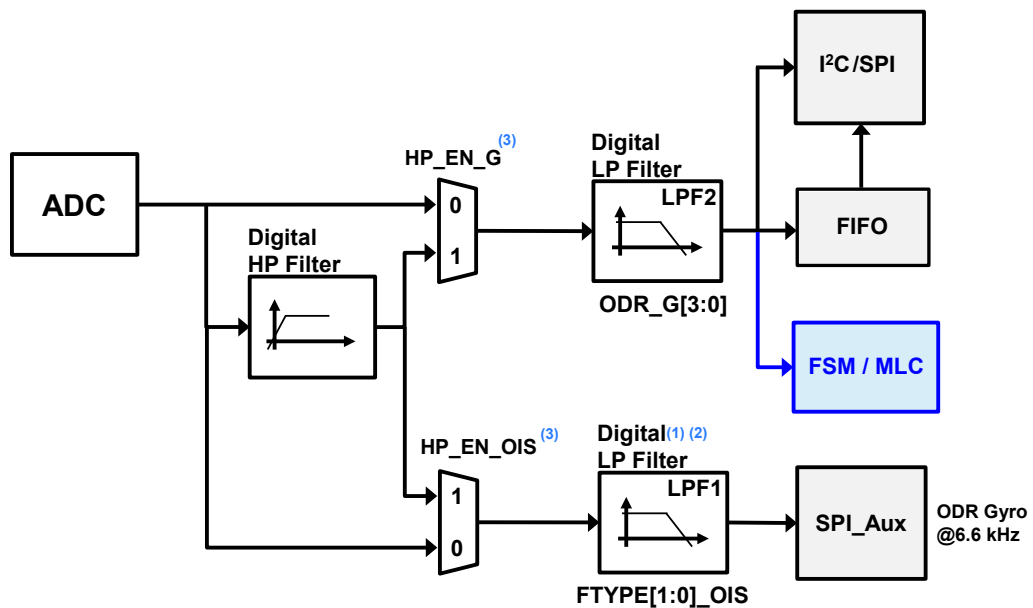 I²C/SPI
Digital
LP Filter
HP_EN_G(3)
LPF2
ADC
0
FIFO
1
Digital
HP Filter
ODR_G[3:0]
FSM / MLC
HP_EN_OIS(3)
Digital(1) (2)
LP Filter
LPF1
1
0
SPI_Aux
ODR Gyro
@6.6 kHz
FTYPE[1:0]_OIS